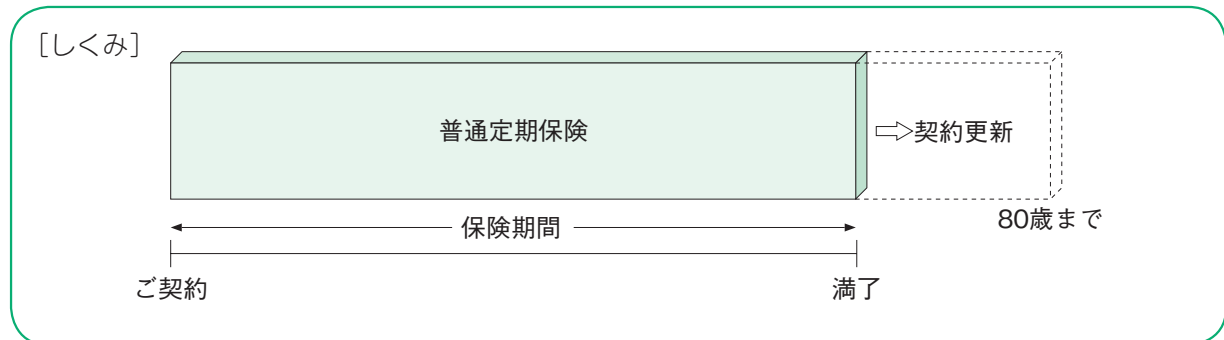 [しくみ]
普通定期保険
⇨契約更新
80歳まで
保険期間
ご契約
満了